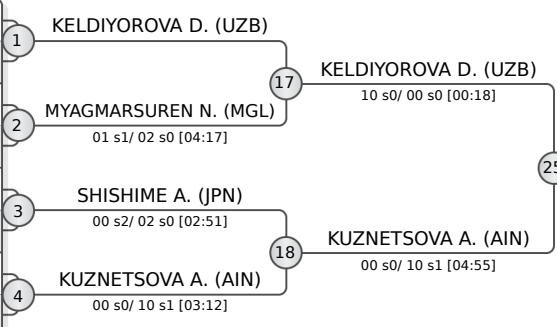 KELDIYOROVA D. (UZB)
1
17
KELDIYOROVA D. (UZB)
10 s0/ 00 s0 [00:18]
MYAGMARSUREN N. (MGL)
2
01 s1/ 02 s0 [04:17]
25
SHISHIME A. (JPN)
3
00 s2/ 02 s0 [02:51]
18
KUZNETSOVA A. (AIN)
00 s0/ 10 s1 [04:55]
KUZNETSOVA A. (AIN)
4
00 s0/ 10 s1 [03:12]